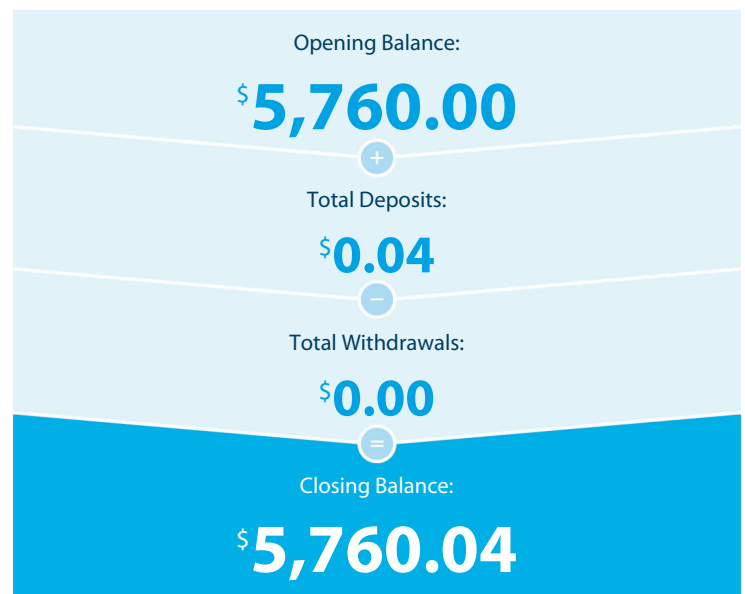 Opening Balance:
$5,760.00
+
Total Deposits:
$0.04
−
Total Withdrawals:
$0.00
=
Closing Balance:
$5,760.04